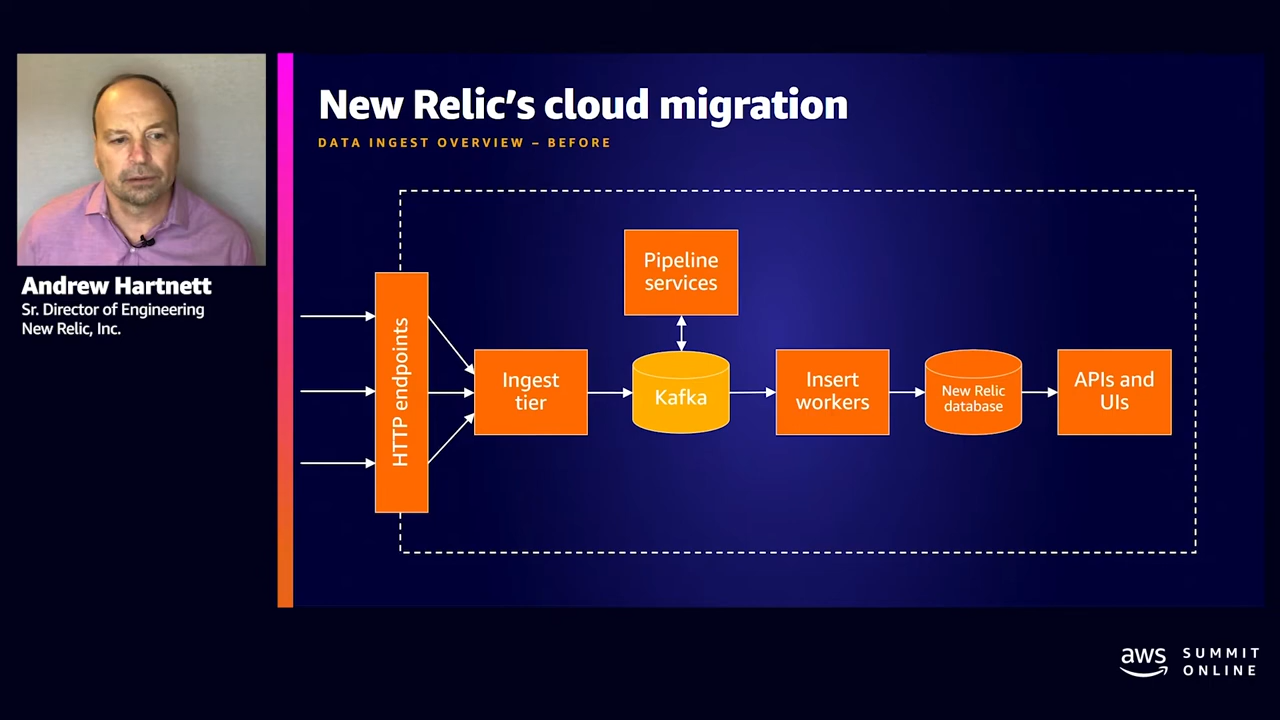 New Relic’s cloud migration
DATA INGEST OVERVIEW – BEFORE
Andrew Hartnett
Sr. Director of Engineering
New Relic, Inc.
HTTP endpoints
Ingest
tier
Pipeline
services
Kafka
Insert
workers
New Relic
database
APIs and
UIs
aws
SUMMIT
ONLINE